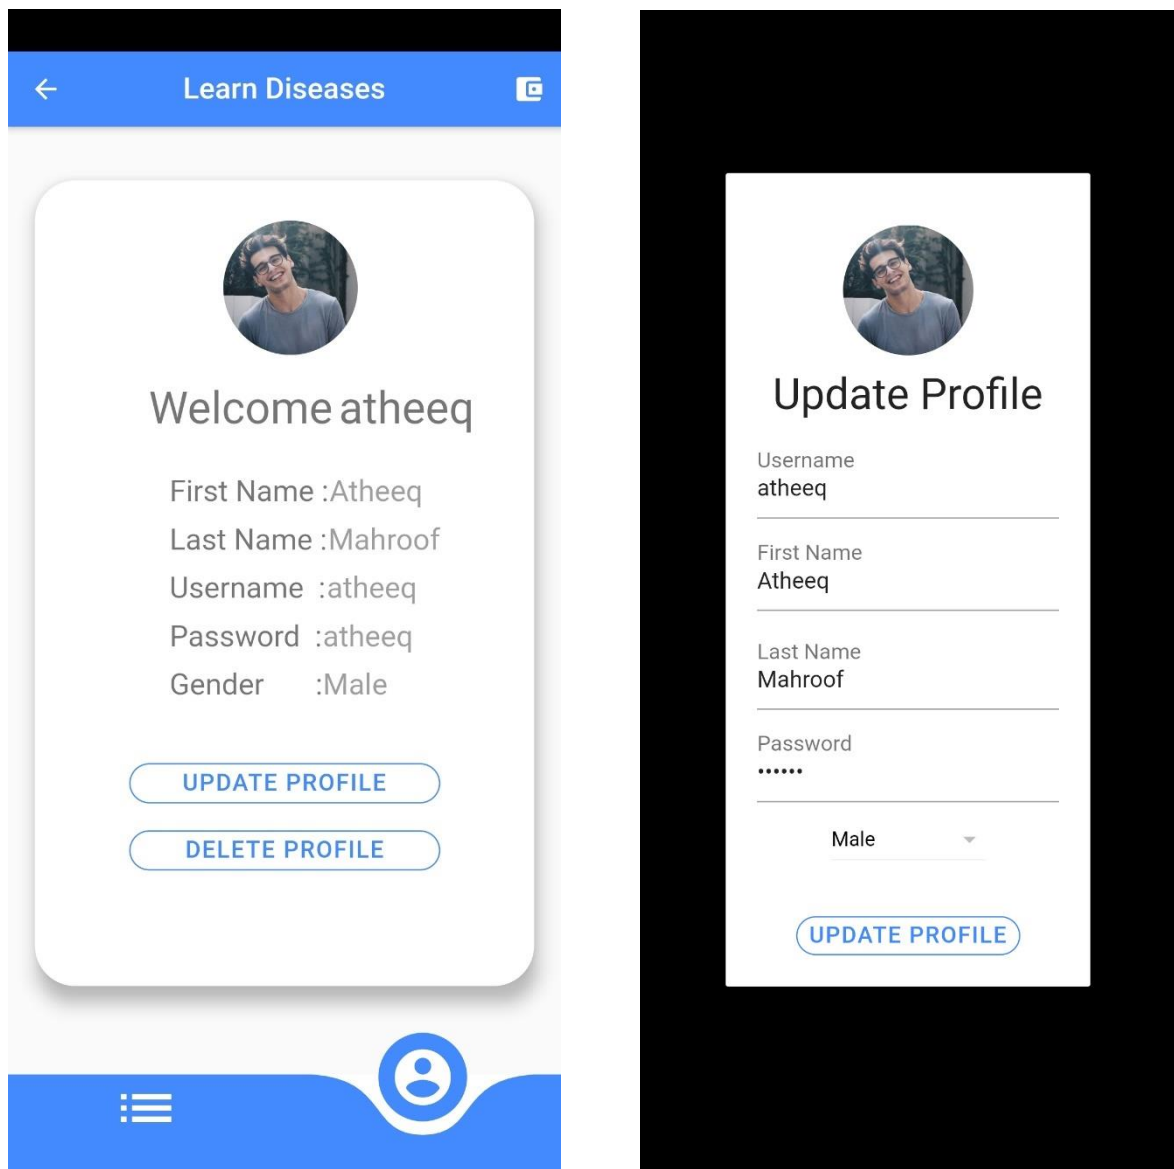 Learn Diseases
Welcome atheeq
First Name :Atheeq
Last Name :Mahroof
Username :atheeq
Password :atheeq
Gender :Male
UPDATE PROFILE
DELETE PROFILE
Update Profile
Username
atheeq
First Name
Atheeq
Last Name
Mahroof
Password
••••••
Male
UPDATE PROFILE